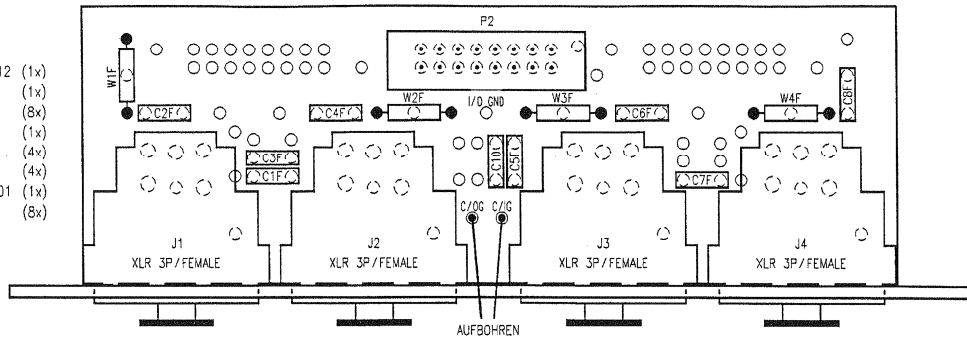 P2
12 (1x)
(1x)
(8x)
(1x)
(4x)
(4x)
01 (1x)
(8x)
W1F
C2F
C4F
W2F
I/O GND
W3F
C6F
W4F
C8F
C3F
C1F
C10
C5F
C7F
C/OG
C/IG
J1
XLR 3P/FEMALE
J2
XLR 3P/FEMALE
J3
XLR 3P/FEMALE
J4
XLR 3P/FEMALE
AUFBOHREN